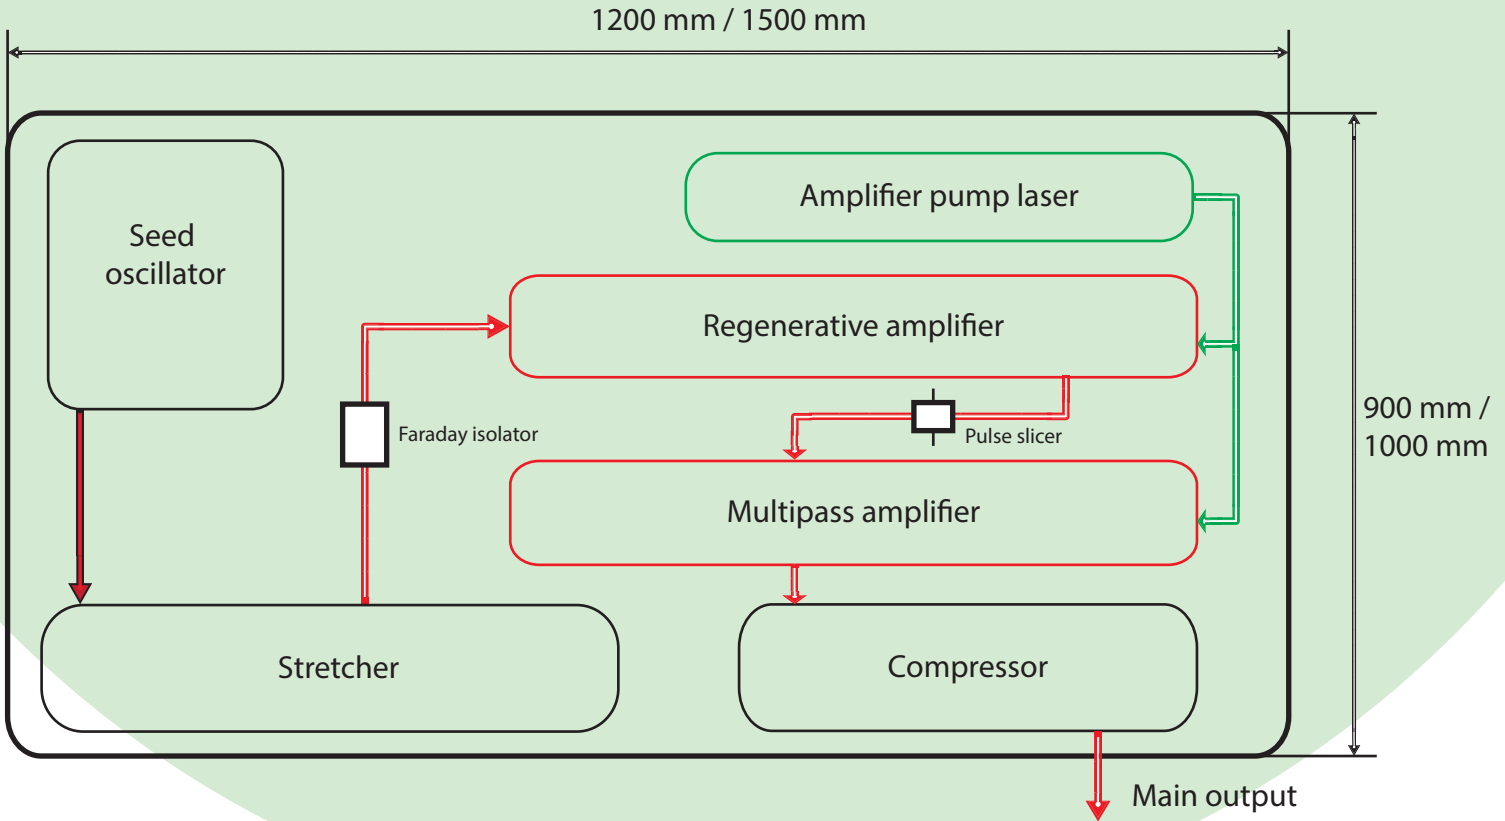 1200 mm / 1500 mm
Seed
oscillator
Amplifier pump laser
Regenerative amplifier
Faraday isolator
Pulse slicer
900 mm /
1000 mm
Multipass amplifier
Stretcher
Compressor
Main output